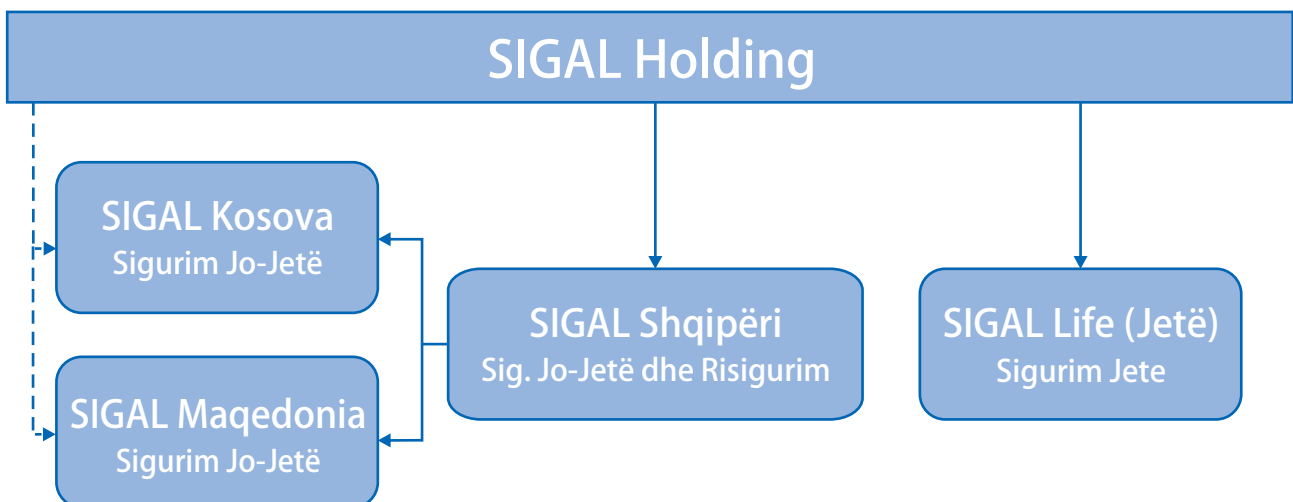 SIGAL Holding
SIGAL Kosova
Sigurim Jo-Jetë
SIGAL Maqedonia
Sigurim Jo-Jetë
SIGAL Shqipëri
Sig. Jo-Jetë dhe Risigurim
SIGAL Life (Jetë)
Sigurim Jete